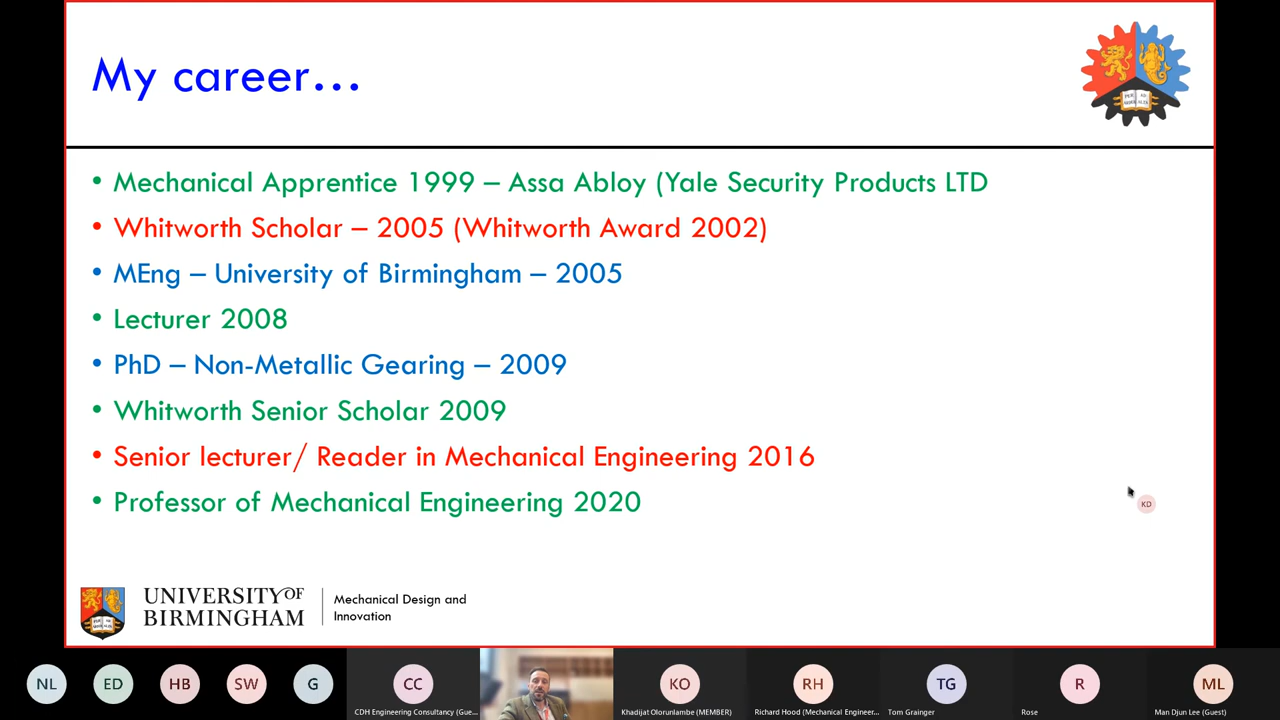 My career...
• Mechanical Apprentice 1999 – Assa Abloy (Yale Security Products LTD
• Whitworth Scholar – 2005 (Whitworth Award 2002)
• MEng – University of Birmingham – 2005
• Lecturer 2008
• PhD – Non-Metallic Gearing – 2009
• Whitworth Senior Scholar 2009
• Senior lecturer/ Reader in Mechanical Engineering 2016
• Professor of Mechanical Engineering 2020
KD
UNIVERSITY OF
BIRMINGHAM
Mechanical Design and
Innovation
NL ED HB SW G CC KO RH TG R ML
CDH Engineering Consultancy (Gue... Khadijat Olorunlambe (MEMBER) Richard Hood (Mechanical Engineer... Tom Grainger Rose Man Djun Lee (Guest)